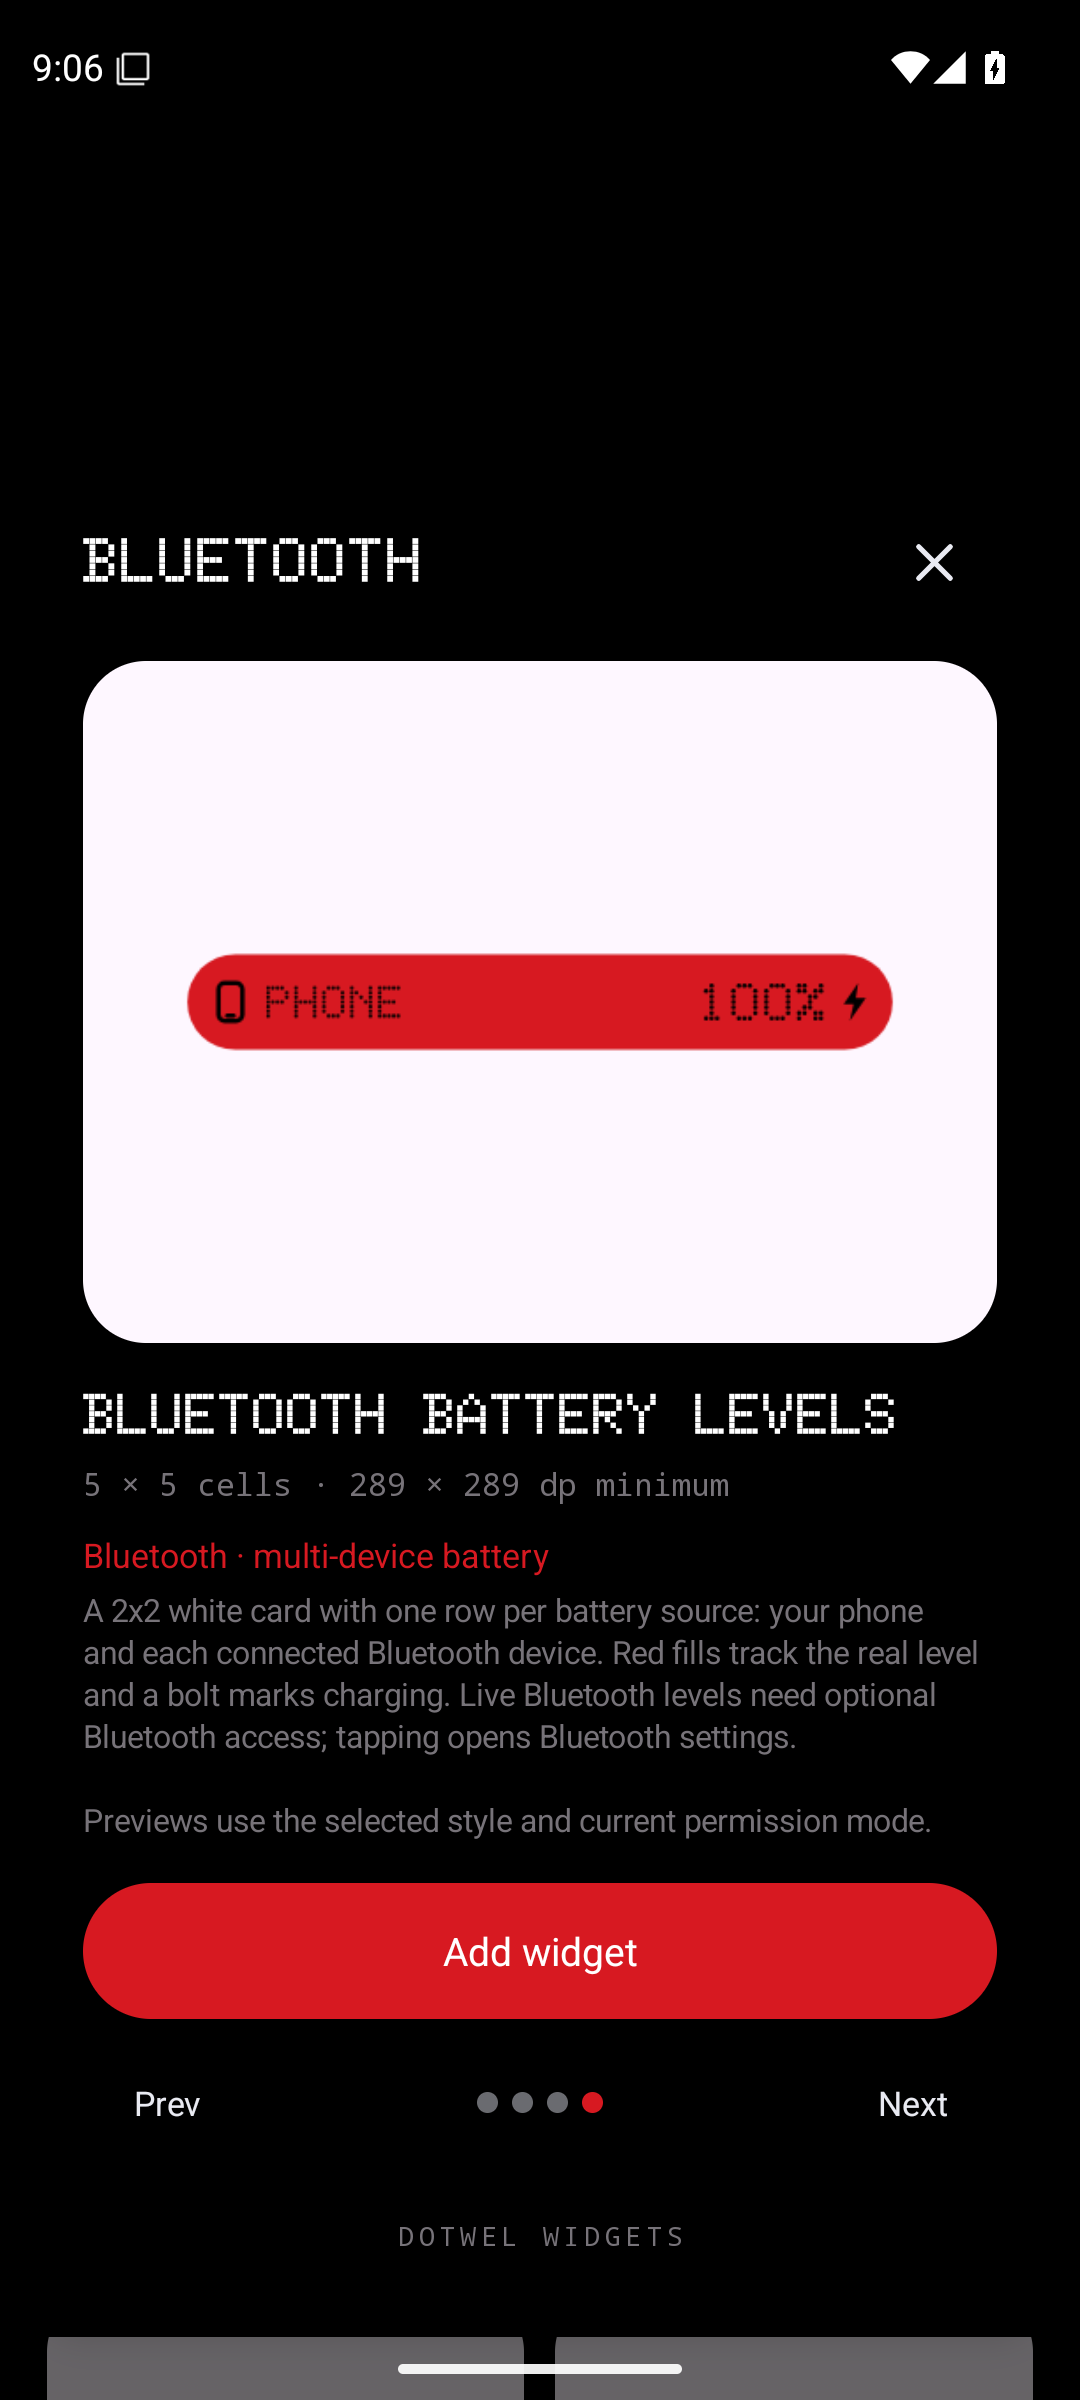 9:06
BLUETOOTH
PHONE 100%
BLUETOOTH BATTERY LEVELS
5 × 5 cells · 289 × 289 dp minimum
Bluetooth · multi-device battery
A 2x2 white card with one row per battery source: your phone
and each connected Bluetooth device. Red fills track the real level
and a bolt marks charging. Live Bluetooth levels need optional
Bluetooth access; tapping opens Bluetooth settings.
Previews use the selected style and current permission mode.
Add widget
Prev Next
DOTWEL WIDGETS